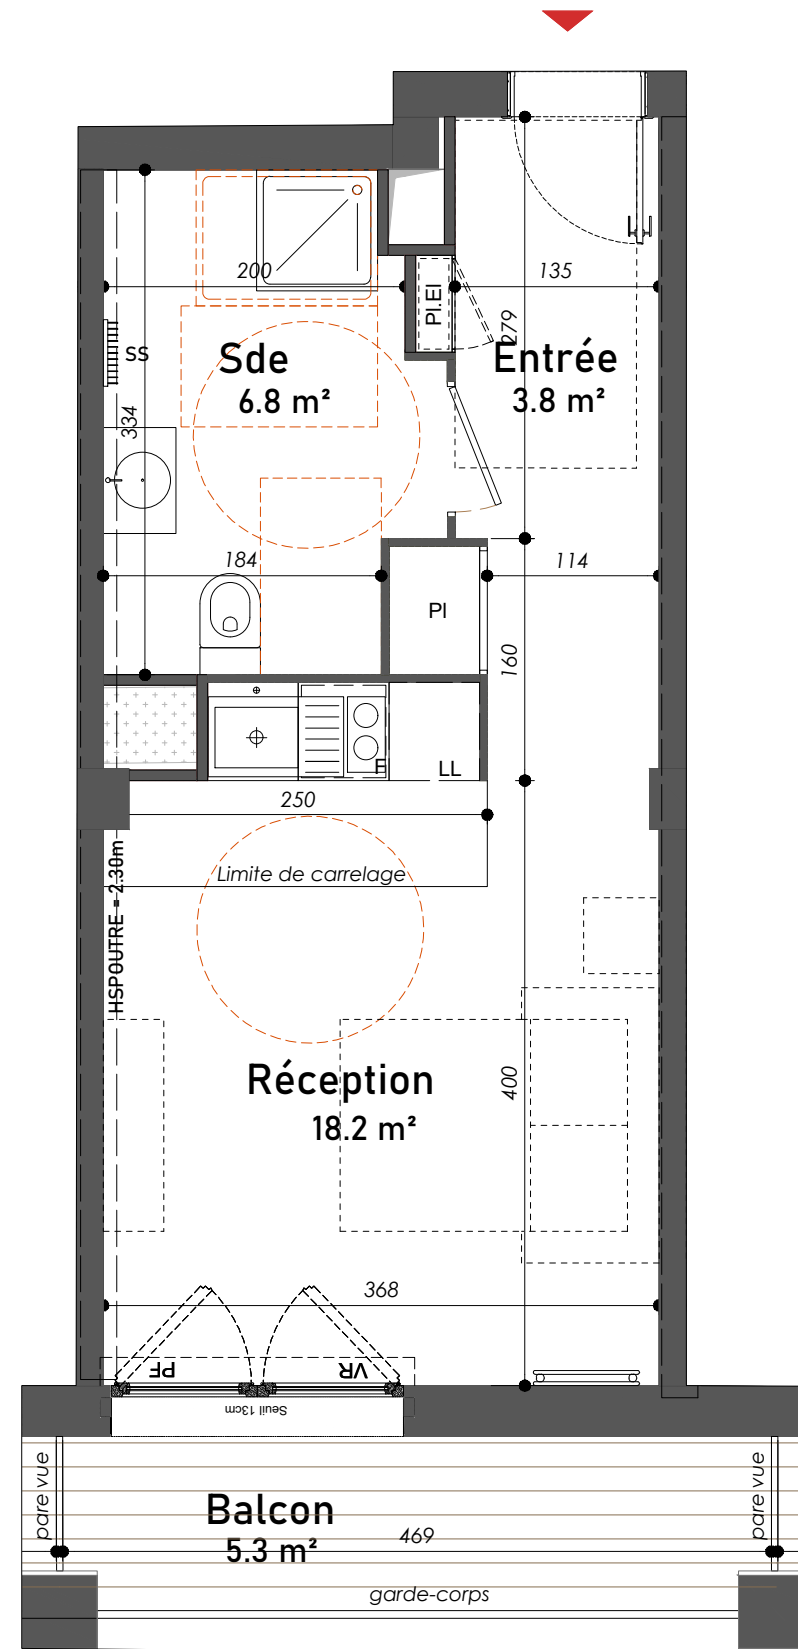 200
135
PI.EI
279
SS
Sde
6.8 m²
Entrée
3.8 m²
334
184
114
PI
160
F
LL
250
Limite de carrelage
HSPOUTRE = 2.30m
Réception
18.2 m²
400
368
PF
VR
Seuil 13cm
pare vue
pare vue
Balcon
5.3 m²
469
garde-corps